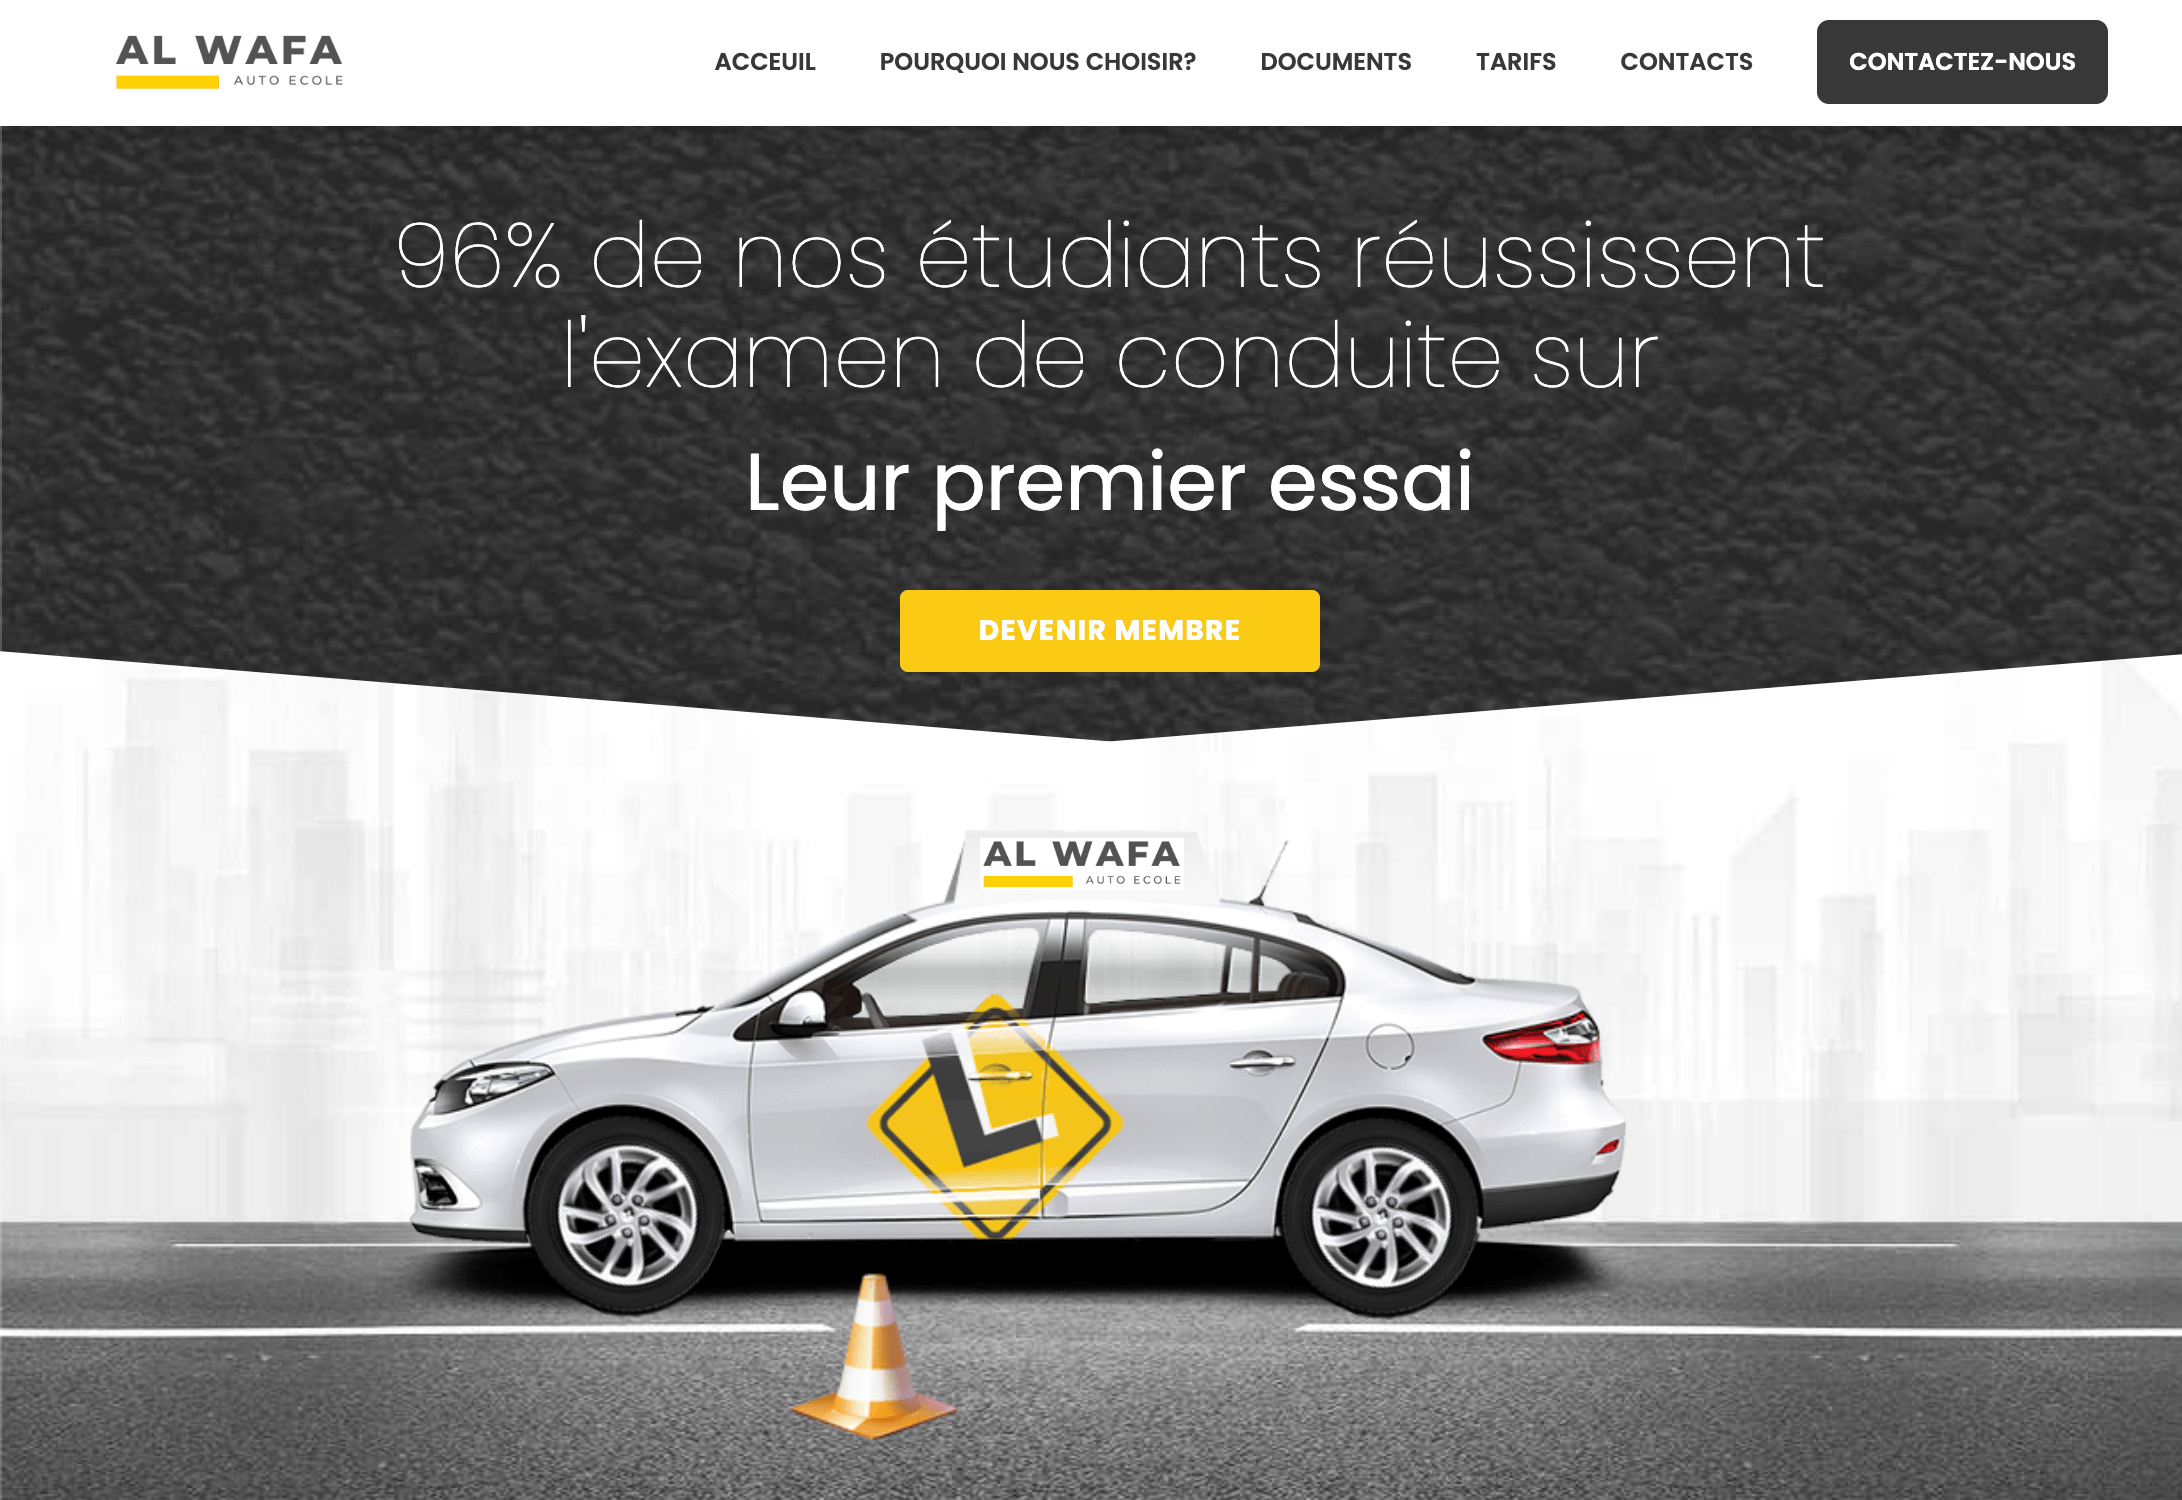 AL WAFA
AUTO ECOLE
ACCEUIL
POURQUOI NOUS CHOISIR?
DOCUMENTS
TARIFS
CONTACTS
CONTACTEZ-NOUS
96% de nos étudiants réussissent
l'examen de conduite sur
Leur premier essai
DEVENIR MEMBRE
AL WAFA
AUTO ECOLE
L